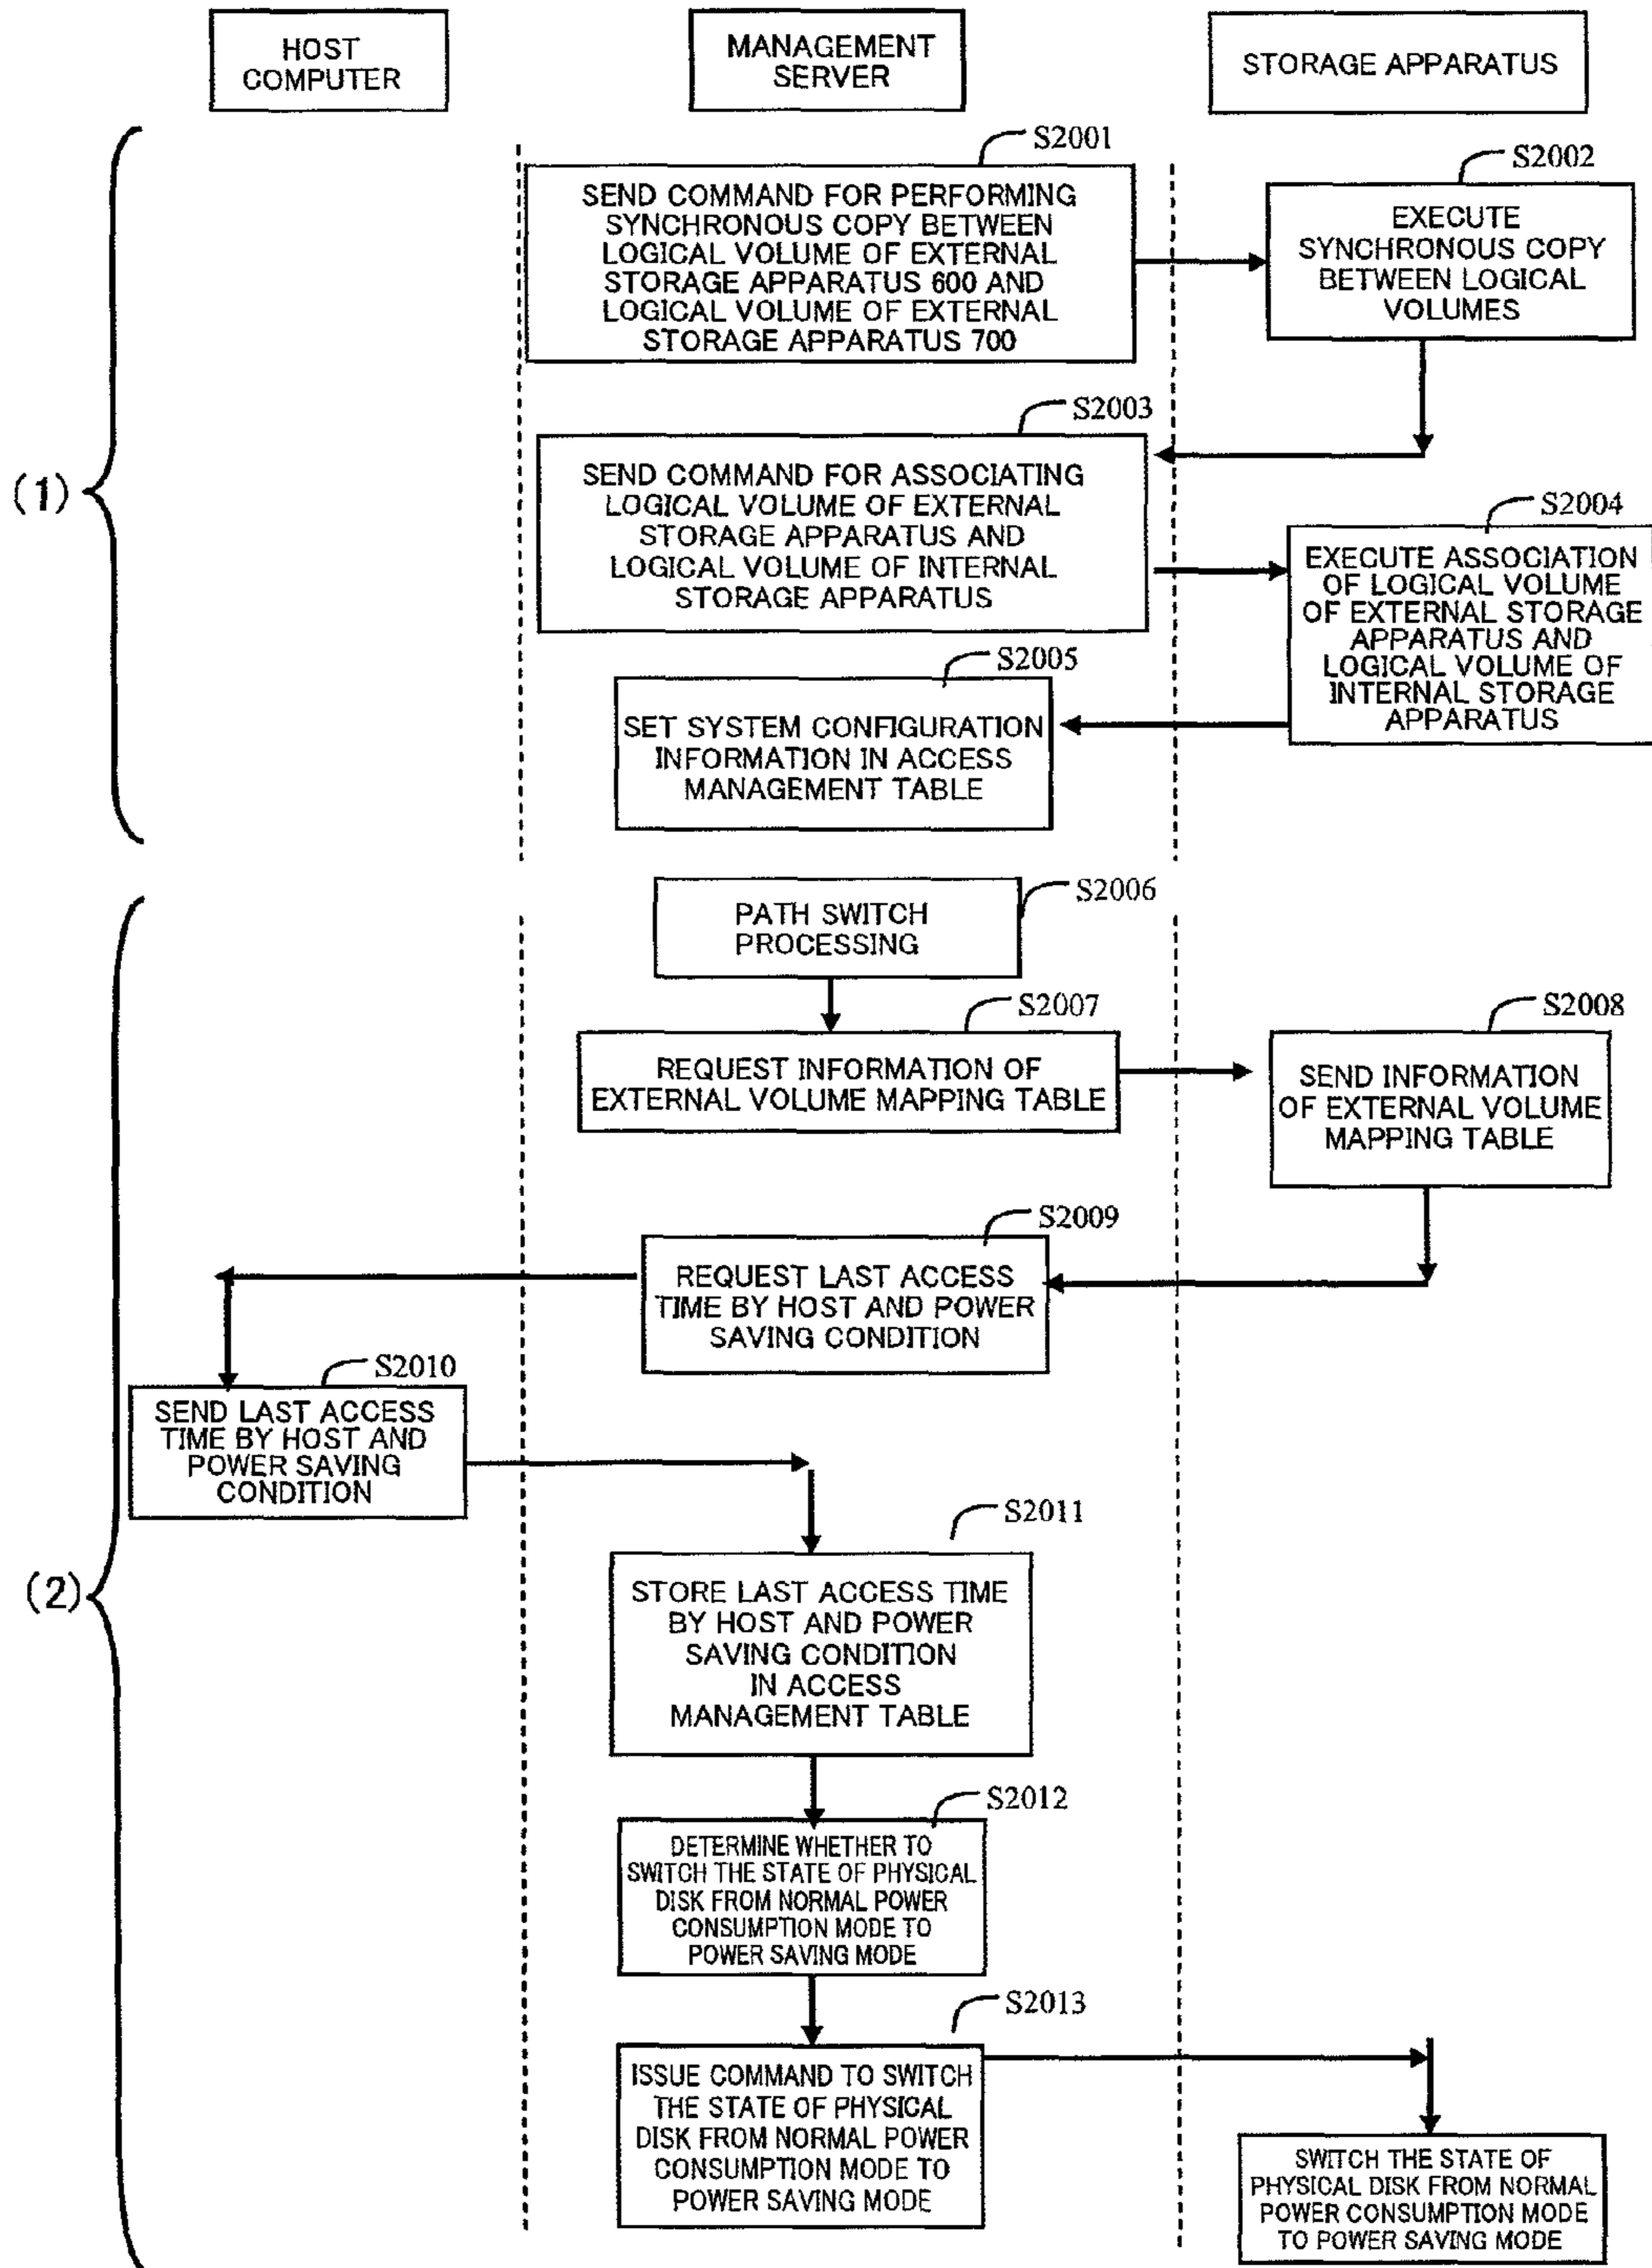 HOST
COMPUTER
MANAGEMENT
SERVER
STORAGE APPARATUS
(1)
S2001
SEND COMMAND FOR PERFORMING
SYNCHRONOUS COPY BETWEEN
LOGICAL VOLUME OF EXTERNAL
STORAGE APPARATUS 600 AND
LOGICAL VOLUME OF EXTERNAL
STORAGE APPARATUS 700
S2002
EXECUTE
SYNCHRONOUS COPY
BETWEEN LOGICAL
VOLUMES
S2003
SEND COMMAND FOR ASSOCIATING
LOGICAL VOLUME OF EXTERNAL
STORAGE APPARATUS AND
LOGICAL VOLUME OF INTERNAL
STORAGE APPARATUS
S2004
EXECUTE ASSOCIATION
OF LOGICAL VOLUME
OF EXTERNAL STORAGE
APPARATUS AND
LOGICAL VOLUME OF
INTERNAL STORAGE
APPARATUS
S2005
SET SYSTEM CONFIGURATION
INFORMATION IN ACCESS
MANAGEMENT TABLE
(2)
S2006
PATH SWITCH
PROCESSING
S2007
REQUEST INFORMATION OF
EXTERNAL VOLUME MAPPING TABLE
S2008
SEND INFORMATION
OF EXTERNAL VOLUME
MAPPING TABLE
S2009
REQUEST LAST ACCESS
TIME BY HOST AND POWER
SAVING CONDITION
S2010
SEND LAST ACCESS
TIME BY HOST AND
POWER SAVING
CONDITION
S2011
STORE LAST ACCESS TIME
BY HOST AND POWER
SAVING CONDITION
IN ACCESS
MANAGEMENT TABLE
S2012
DETERMINE WHETHER TO
SWITCH THE STATE OF PHYSICAL
DISK FROM NORMAL POWER
CONSUMPTION MODE TO
POWER SAVING MODE
S2013
ISSUE COMMAND TO SWITCH
THE STATE OF PHYSICAL
DISK FROM NORMAL POWER
CONSUMPTION MODE TO
POWER SAVING MODE
SWITCH THE STATE OF
PHYSICAL DISK FROM NORMAL
POWER CONSUMPTION MODE
TO POWER SAVING MODE